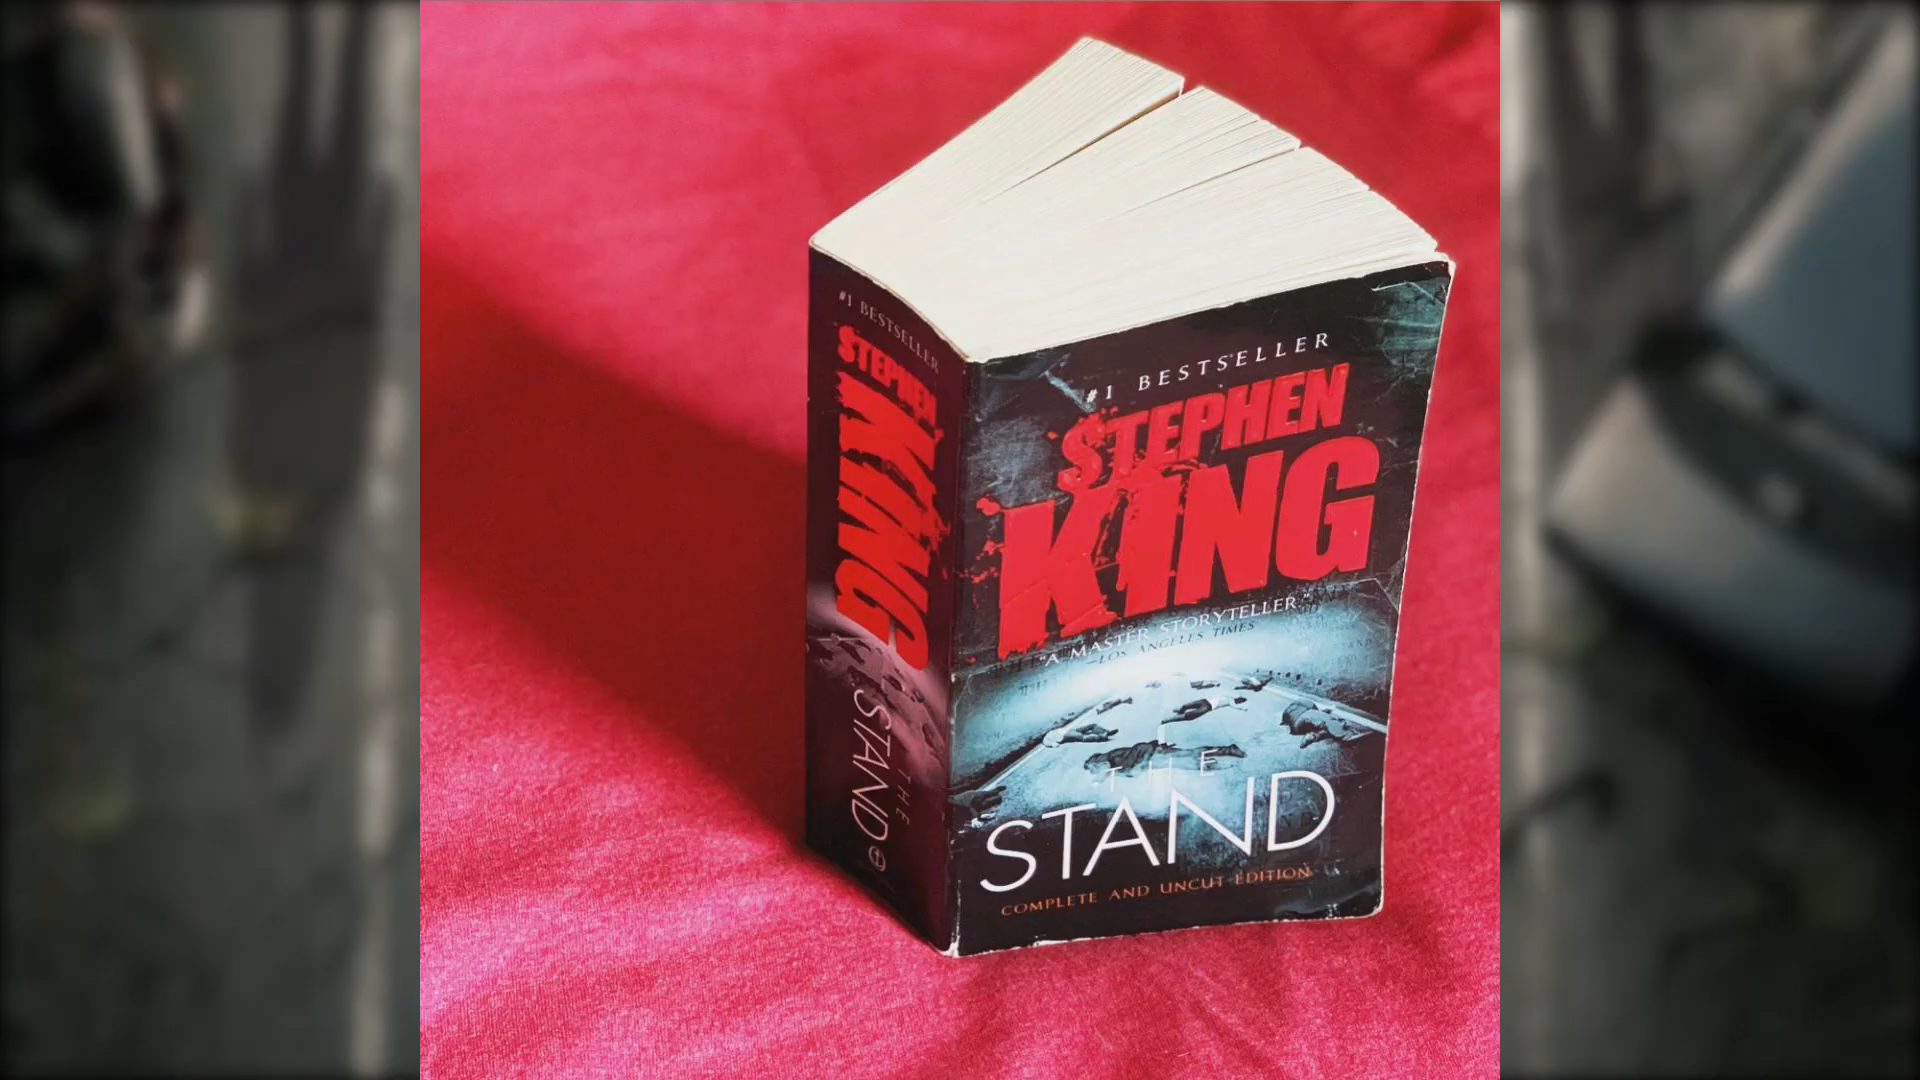 #1 BESTSELLER
STEPHEN
KING
THE
STAND
#1 BESTSELLER
STEPHEN
KING
"A MASTER STORYTELLER."
—LOS ANGELES TIMES
THE
STAND
COMPLETE AND UNCUT EDITION